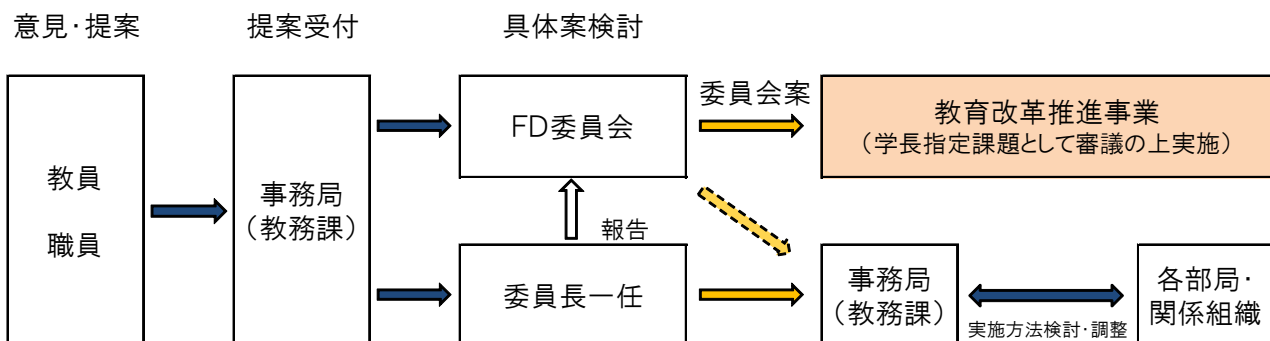 意見・提案
提案受付
具体案検討
教員
職員
事務局
（教務課）
FD委員会
報告
委員長一任
委員会案
教育改革推進事業
（学長指定課題として審議の上実施）
事務局
（教務課）
実施方法検討・調整
各部局・
関係組織